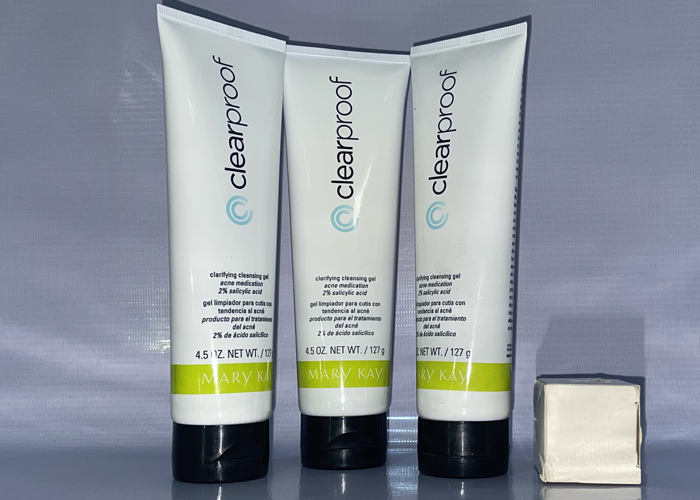 clearproof
clarifying cleansing gel
acne medication
2% salicylic acid
gel limpiador para cutis con
tendencia al acné
producto para el tratamiento
del acné
2% de ácido salicílico
4.5 OZ. NET WT. / 127
MARY KAY
clearproof
clarifying cleansing gel
acne medication
2% salicylic acid
gel limpiador para cutis con
tendencia al acné
producto para el tratamiento
del acné
2% de ácido salicílico
4.5 OZ. NET WT. / 127 g
MARY KAY
clearproof
cleansing gel
acne medication
2% salicylic acid
limpiador para cutis con
tendencia al acné
producto para el tratamiento
del acné
2% de ácido salicílico
NET WT. / 127 g
KAY